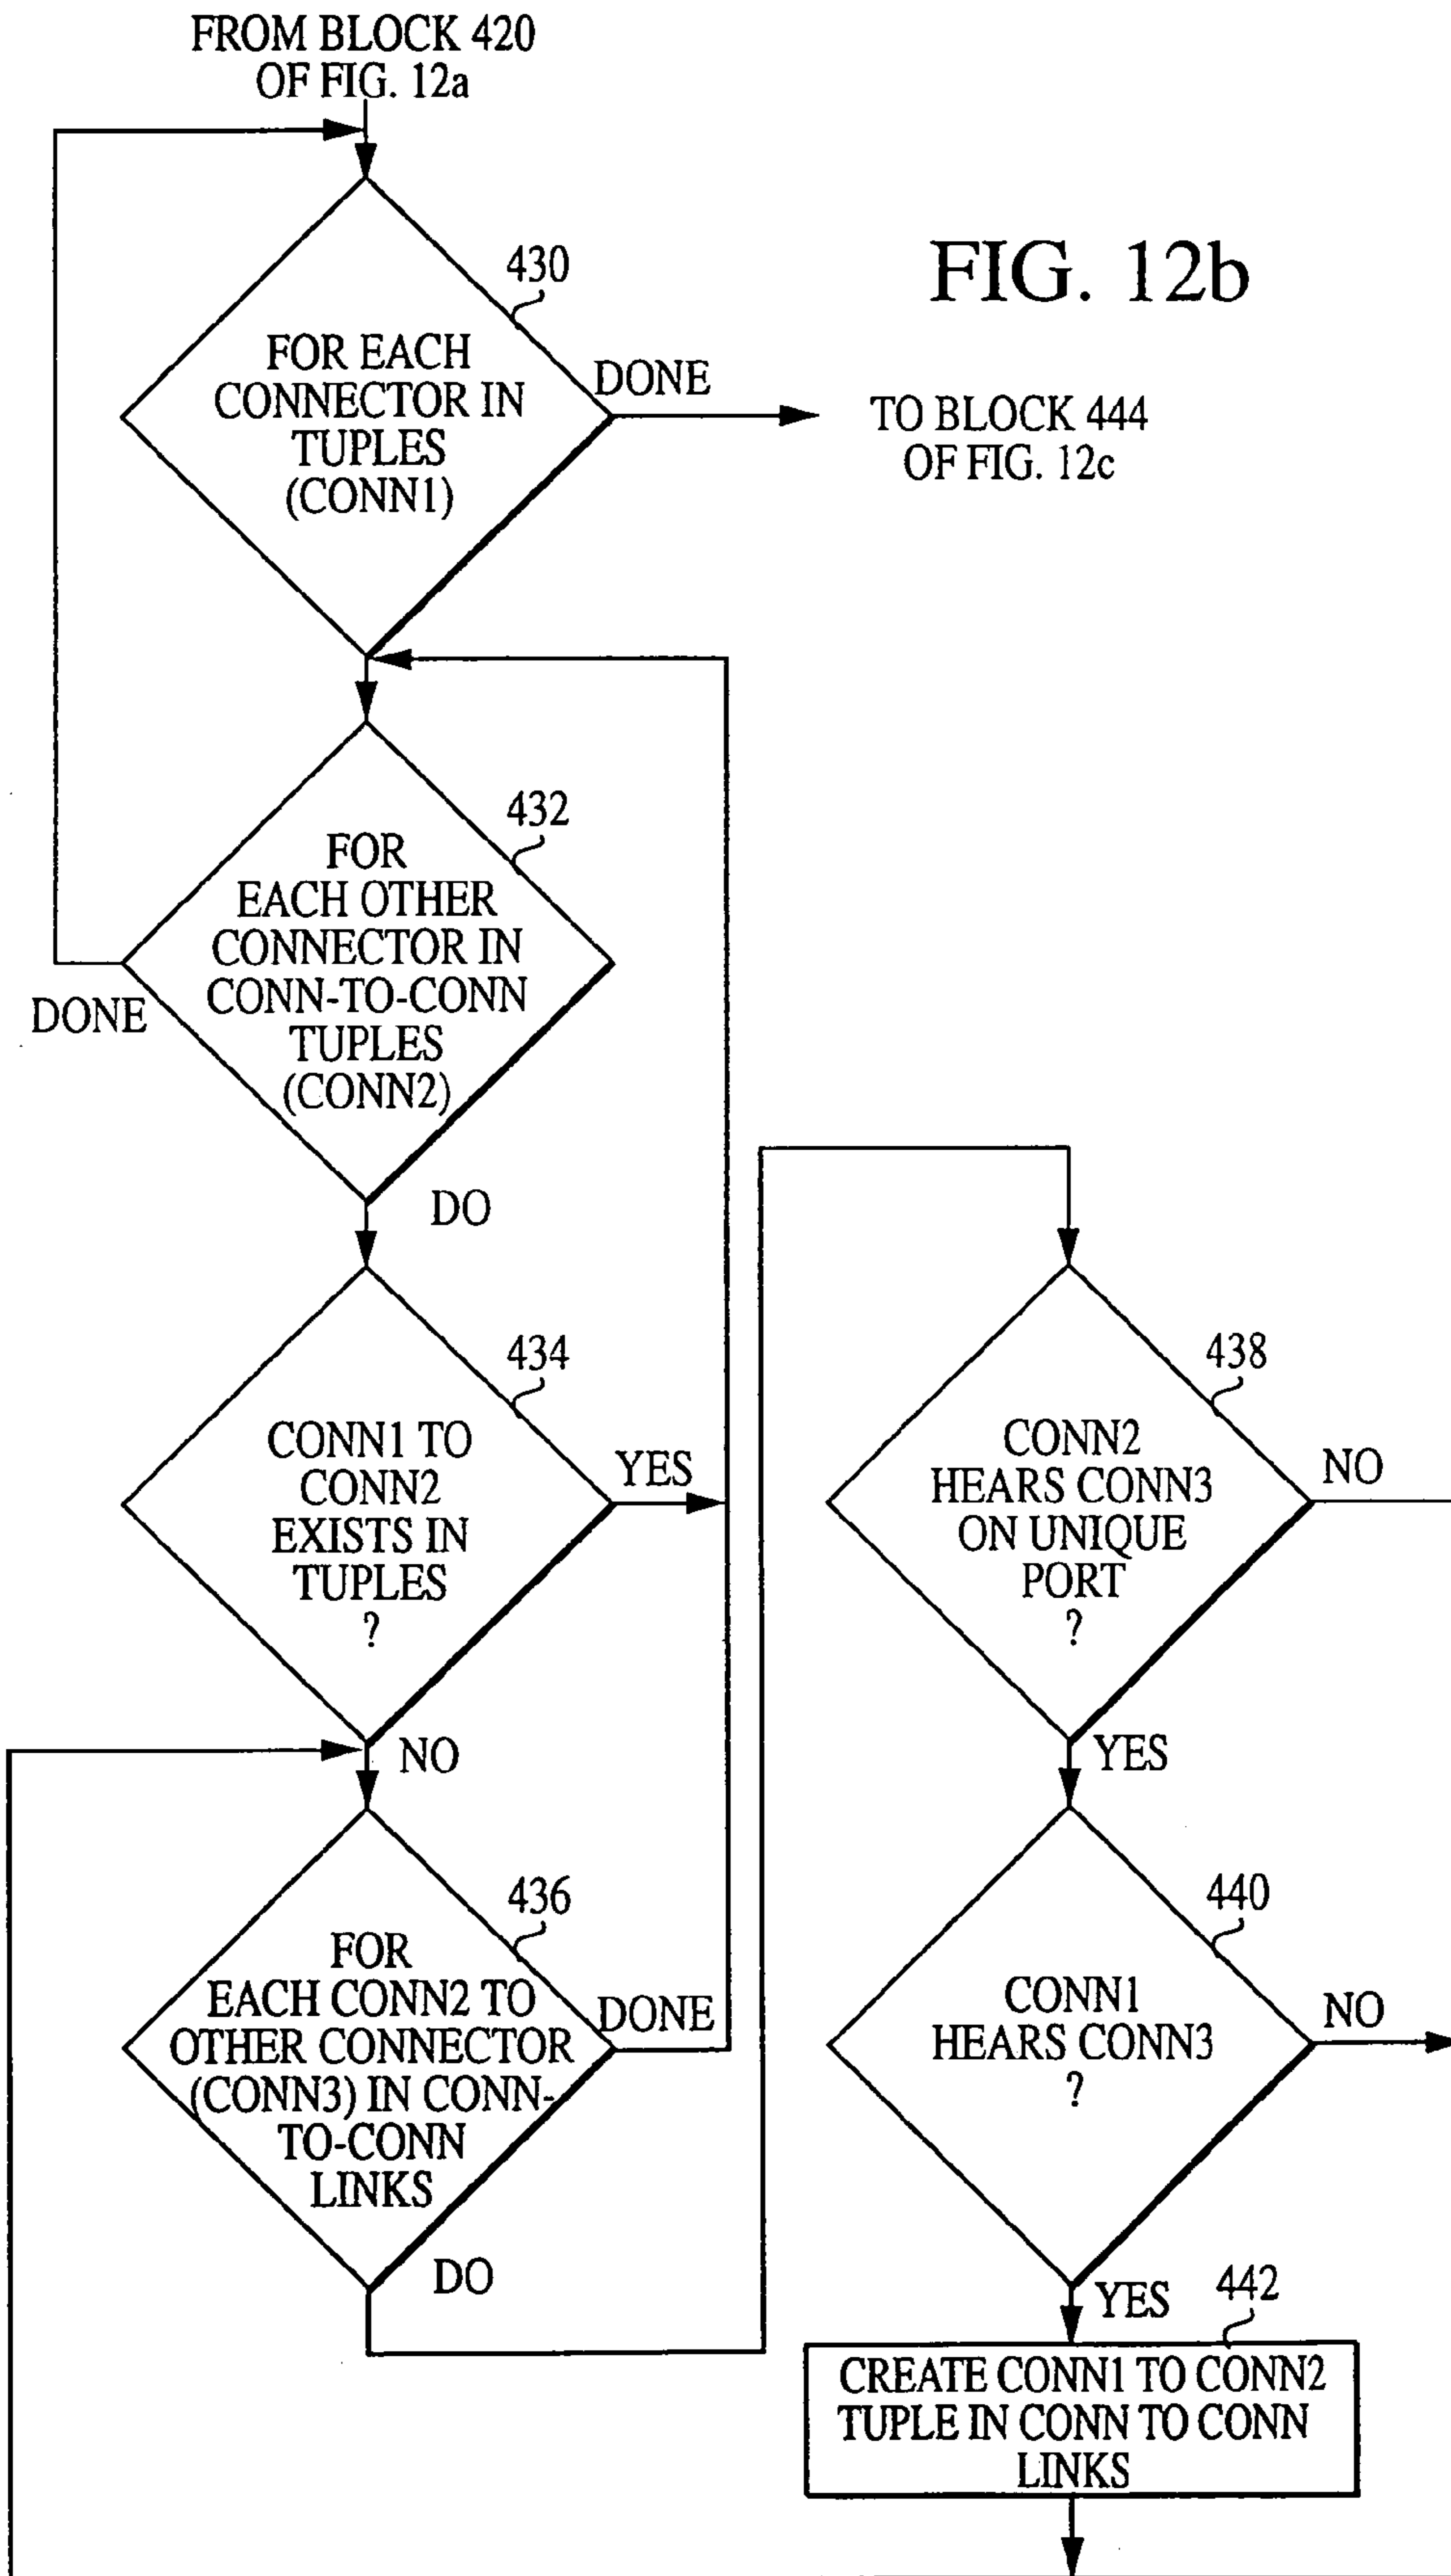 FROM BLOCK 420
OF FIG. 12a
FIG. 12b
430
FOR EACH
CONNECTOR IN
TUPLES
(CONN1)
DONE
TO BLOCK 444
OF FIG. 12c
432
FOR
EACH OTHER
CONNECTOR IN
CONN-TO-CONN
TUPLES
(CONN2)
DONE
DO
434
CONN1 TO
CONN2
EXISTS IN
TUPLES
?
YES
NO
436
FOR
EACH CONN2 TO
OTHER CONNECTOR
(CONN3) IN CONN-
TO-CONN
LINKS
DONE
DO
438
CONN2
HEARS CONN3
ON UNIQUE
PORT
?
NO
YES
440
CONN1
HEARS CONN3
?
NO
YES
442
CREATE CONN1 TO CONN2
TUPLE IN CONN TO CONN
LINKS